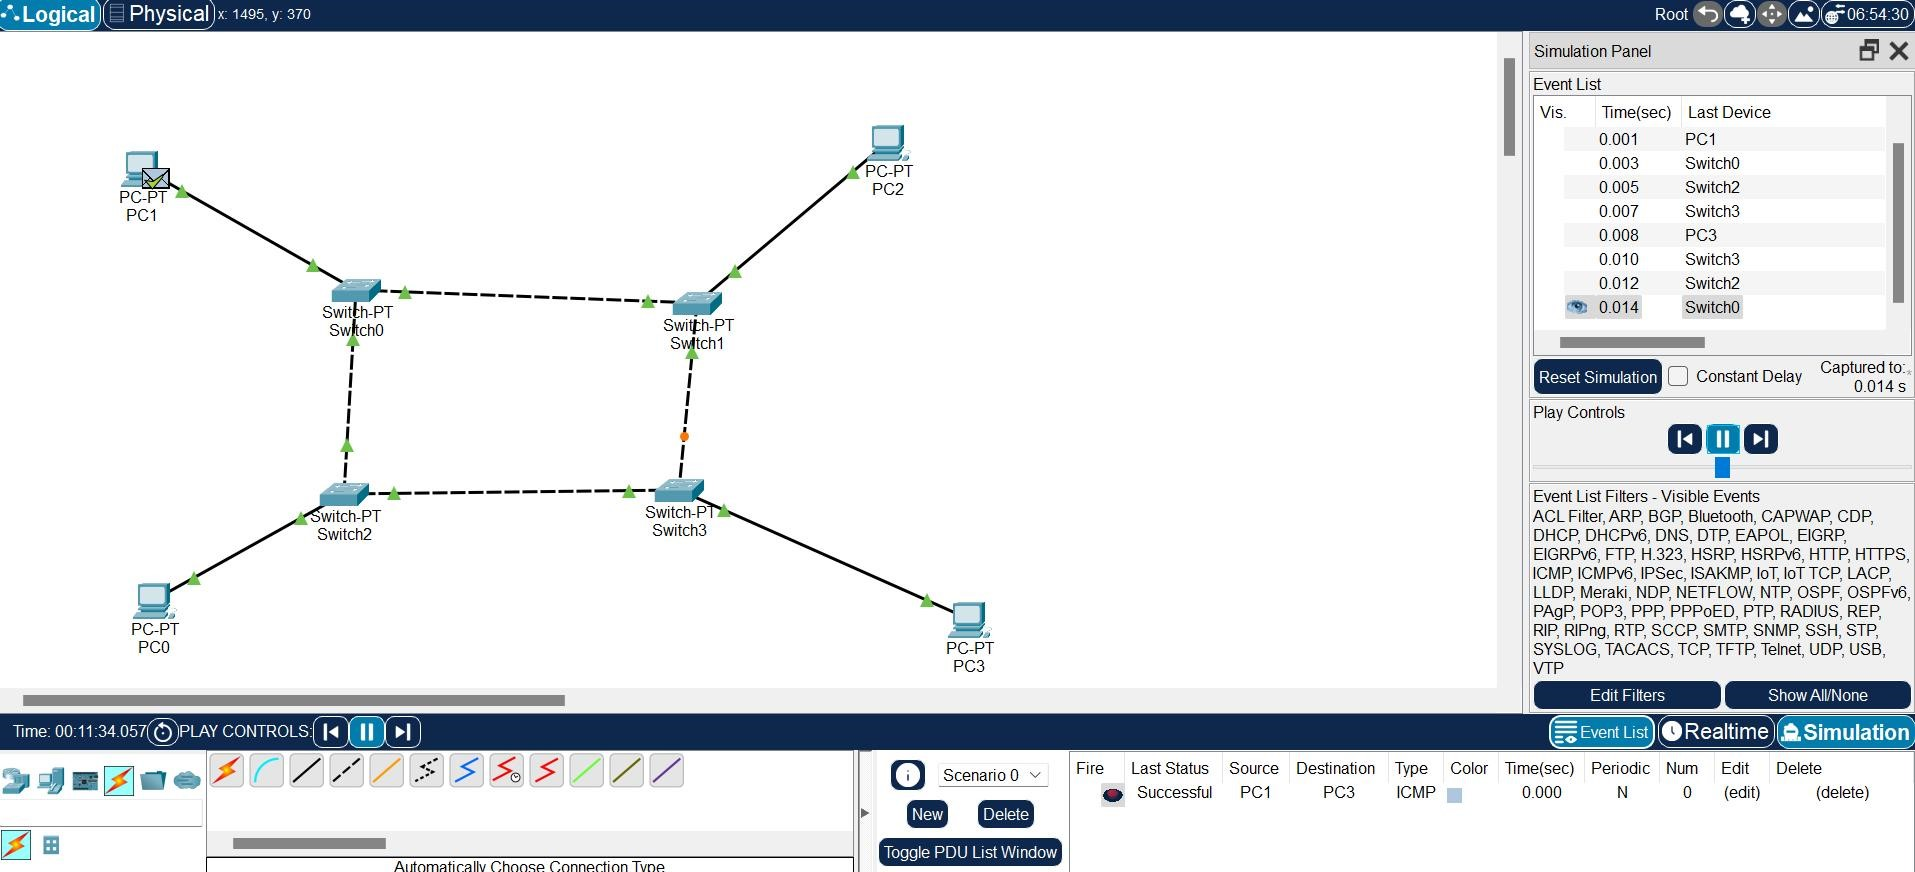 Logical Physical x: 1495, y: 370 Root 06:54:30
Simulation Panel
Event List
Vis. Time(sec) Last Device
0.001 PC1
0.003 Switch0
0.005 Switch2
0.007 Switch3
0.008 PC3
0.010 Switch3
0.012 Switch2
0.014 Switch0
Reset Simulation Constant Delay Captured to:*
0.014 s
Play Controls
Event List Filters - Visible Events
ACL Filter, ARP, BGP, Bluetooth, CAPWAP, CDP,
DHCP, DHCPv6, DNS, DTP, EAPOL, EIGRP,
EIGRPv6, FTP, H.323, HSRP, HSRPv6, HTTP, HTTPS,
ICMP, ICMPv6, IPSec, ISAKMP, IoT, IoT TCP, LACP,
LLDP, Meraki, NDP, NETFLOW, NTP, OSPF, OSPFv6,
PAgP, POP3, PPP, PPPoED, PTP, RADIUS, REP,
RIP, RIPng, RTP, SCCP, SMTP, SNMP, SSH, STP,
SYSLOG, TACACS, TCP, TFTP, Telnet, UDP, USB,
VTP
Edit Filters Show All/None
PC-PT
PC1
PC-PT
PC2
Switch-PT
Switch0
Switch-PT
Switch1
Switch-PT
Switch2
Switch-PT
Switch3
PC-PT
PC0
PC-PT
PC3
Time: 00:11:34.057 PLAY CONTROLS: Event List Realtime Simulation
Automatically Choose Connection Type
Scenario 0
New Delete
Toggle PDU List Window
Fire Last Status Source Destination Type Color Time(sec) Periodic Num Edit Delete
Successful PC1 PC3 ICMP 0.000 N 0 (edit) (delete)